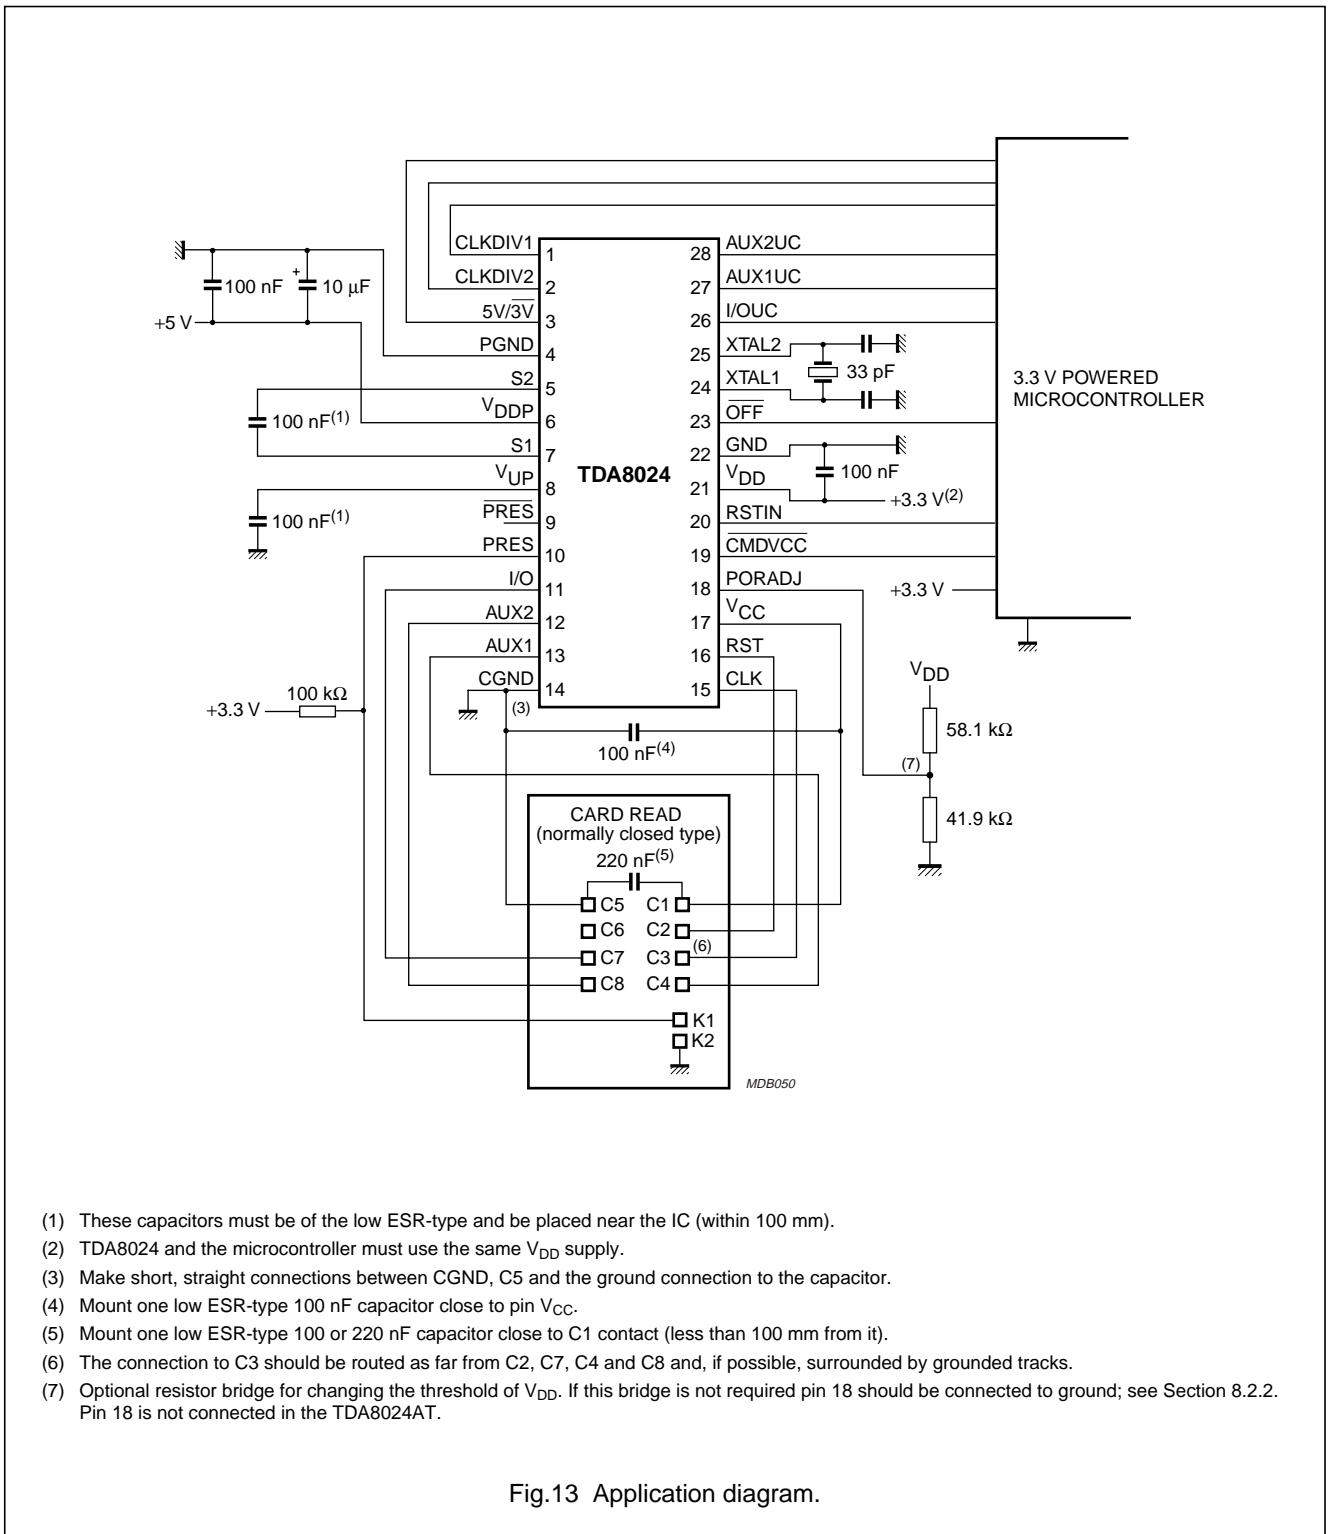 CLKDIV1
1
CLKDIV2
2
5V/3V
3
PGND
4
S2
5
VDDP
6
S1
7
VUP
8
PRES
9
PRES
10
I/O
11
AUX2
12
AUX1
13
CGND
14
(3)
TDA8024
28
AUX2UC
27
AUX1UC
26
I/OUC
25
XTAL2
24
XTAL1
23
OFF
22
GND
21
VDD
20
RSTIN
19
CMDVCC
18
PORADJ
17
VCC
16
RST
15
CLK
100 nF
+
10 μF
+5 V
100 nF(1)
100 nF(1)
33 pF
100 nF
+3.3 V(2)
3.3 V POWERED
MICROCONTROLLER
+3.3 V
VDD
58.1 kΩ
(7)
41.9 kΩ
100 kΩ
+3.3 V
100 nF(4)
CARD READ
(normally closed type)
220 nF(5)
C5 C1
C6 C2
(6)
C7 C3
C8 C4
K1
K2
MDB050
(1) These capacitors must be of the low ESR-type and be placed near the IC (within 100 mm).
(2) TDA8024 and the microcontroller must use the same VDD supply.
(3) Make short, straight connections between CGND, C5 and the ground connection to the capacitor.
(4) Mount one low ESR-type 100 nF capacitor close to pin VCC.
(5) Mount one low ESR-type 100 or 220 nF capacitor close to C1 contact (less than 100 mm from it).
(6) The connection to C3 should be routed as far from C2, C7, C4 and C8 and, if possible, surrounded by grounded tracks.
(7) Optional resistor bridge for changing the threshold of VDD. If this bridge is not required pin 18 should be connected to ground; see Section 8.2.2.
Pin 18 is not connected in the TDA8024AT.
Fig.13 Application diagram.